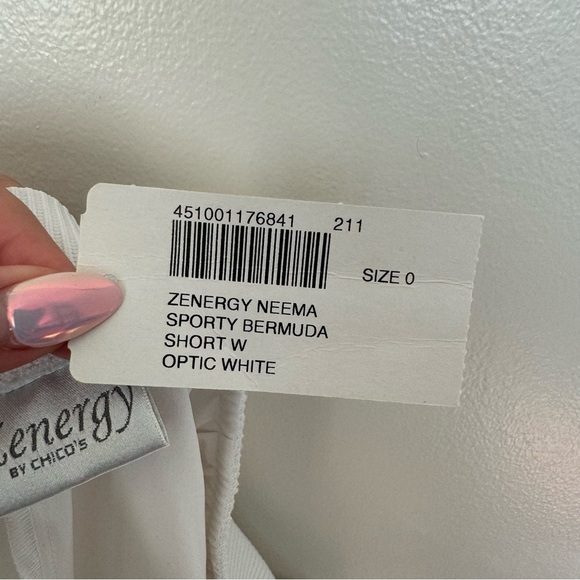 451001176841 211
SIZE 0
ZENERGY NEEMA
SPORTY BERMUDA
SHORT W
OPTIC WHITE
Zenergy
BY CHICO'S